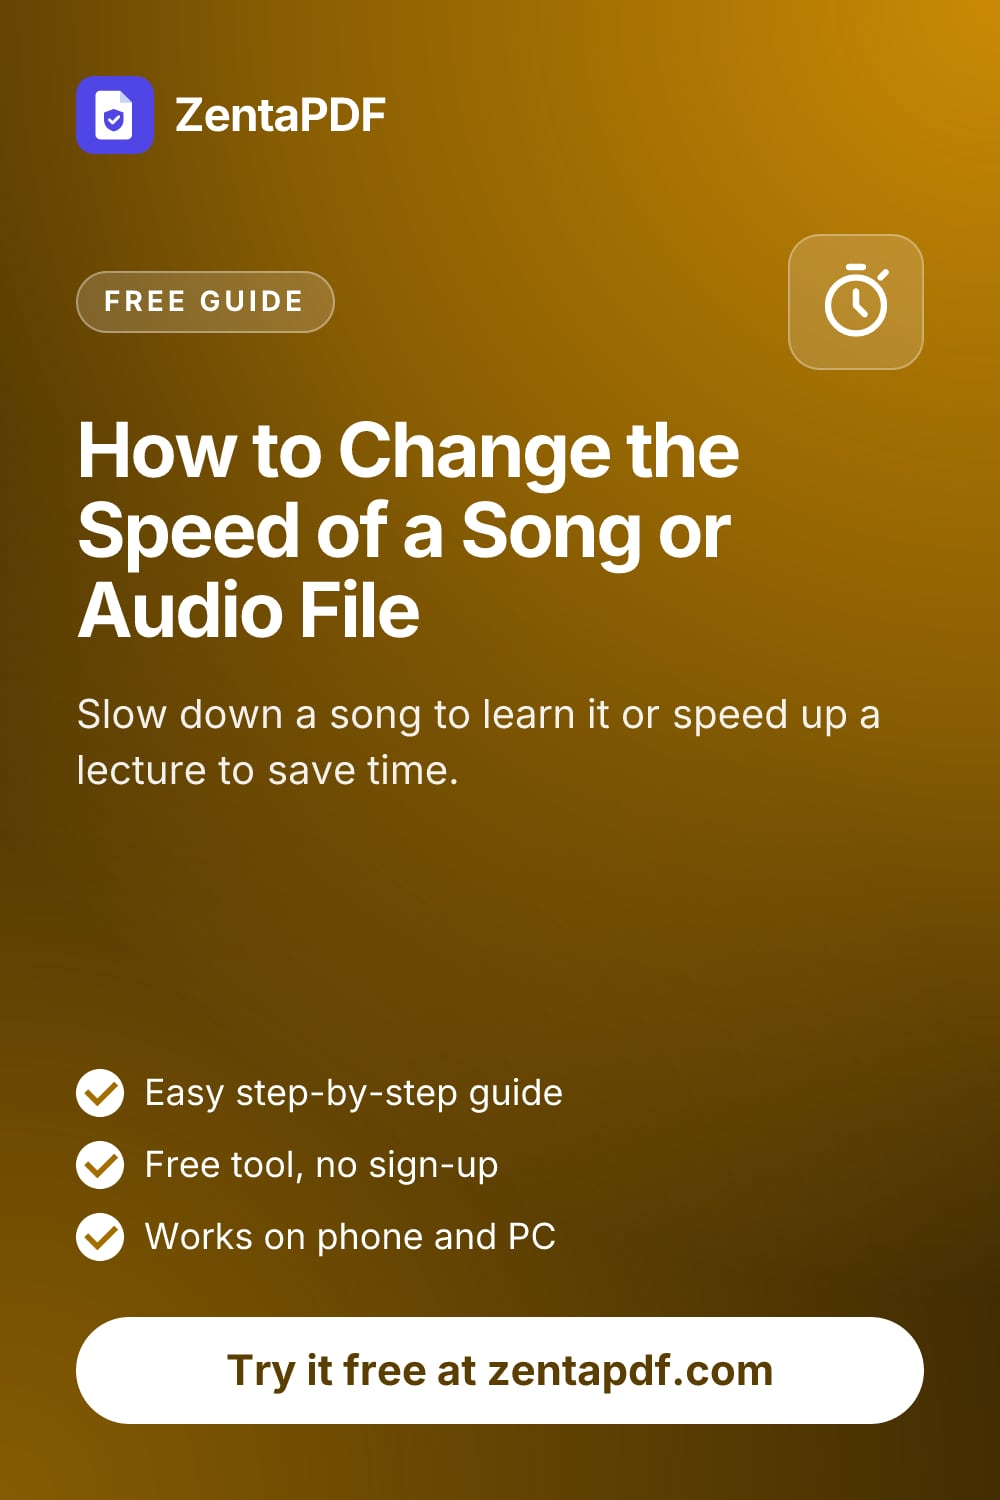 ZentaPDF
FREE GUIDE
How to Change the
Speed of a Song or
Audio File
Slow down a song to learn it or speed up a
lecture to save time.
Easy step-by-step guide
Free tool, no sign-up
Works on phone and PC
Try it free at zentapdf.com